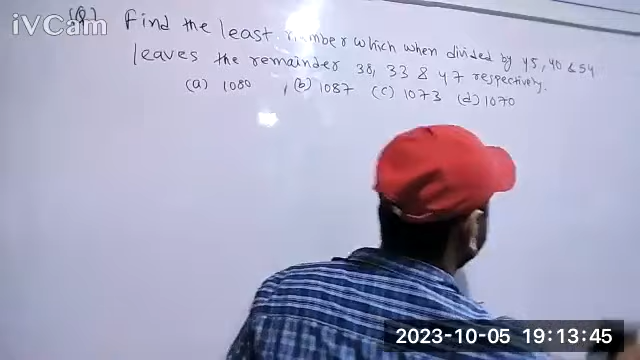 iVCam
(Q) Find the least number which when divided by 45, 40 & 54
leaves the remainder 38, 33 & 47 respectively.
(a) 1080 , (b) 1087 (c) 1073 (d) 1070
2023-10-05 19:13:45